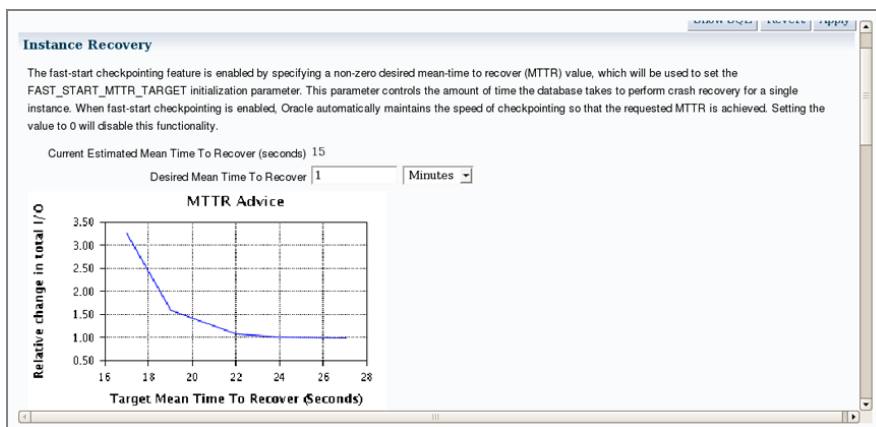 Show SQL Revert Apply
Instance Recovery
The fast-start checkpointing feature is enabled by specifying a non-zero desired mean-time to recover (MTTR) value, which will be used to set the
FAST_START_MTTR_TARGET initialization parameter. This parameter controls the amount of time the database takes to perform crash recovery for a single
instance. When fast-start checkpointing is enabled, Oracle automatically maintains the speed of checkpointing so that the requested MTTR is achieved. Setting the
value to 0 will disable this functionality.
Current Estimated Mean Time To Recover (seconds) 15
Desired Mean Time To Recover 1 Minutes
MTTR Advice
Relative change in total I/O
3.50
3.00
2.50
2.00
1.50
1.00
0.50
16 18 20 22 24 26 28
Target Mean Time To Recover (Seconds)